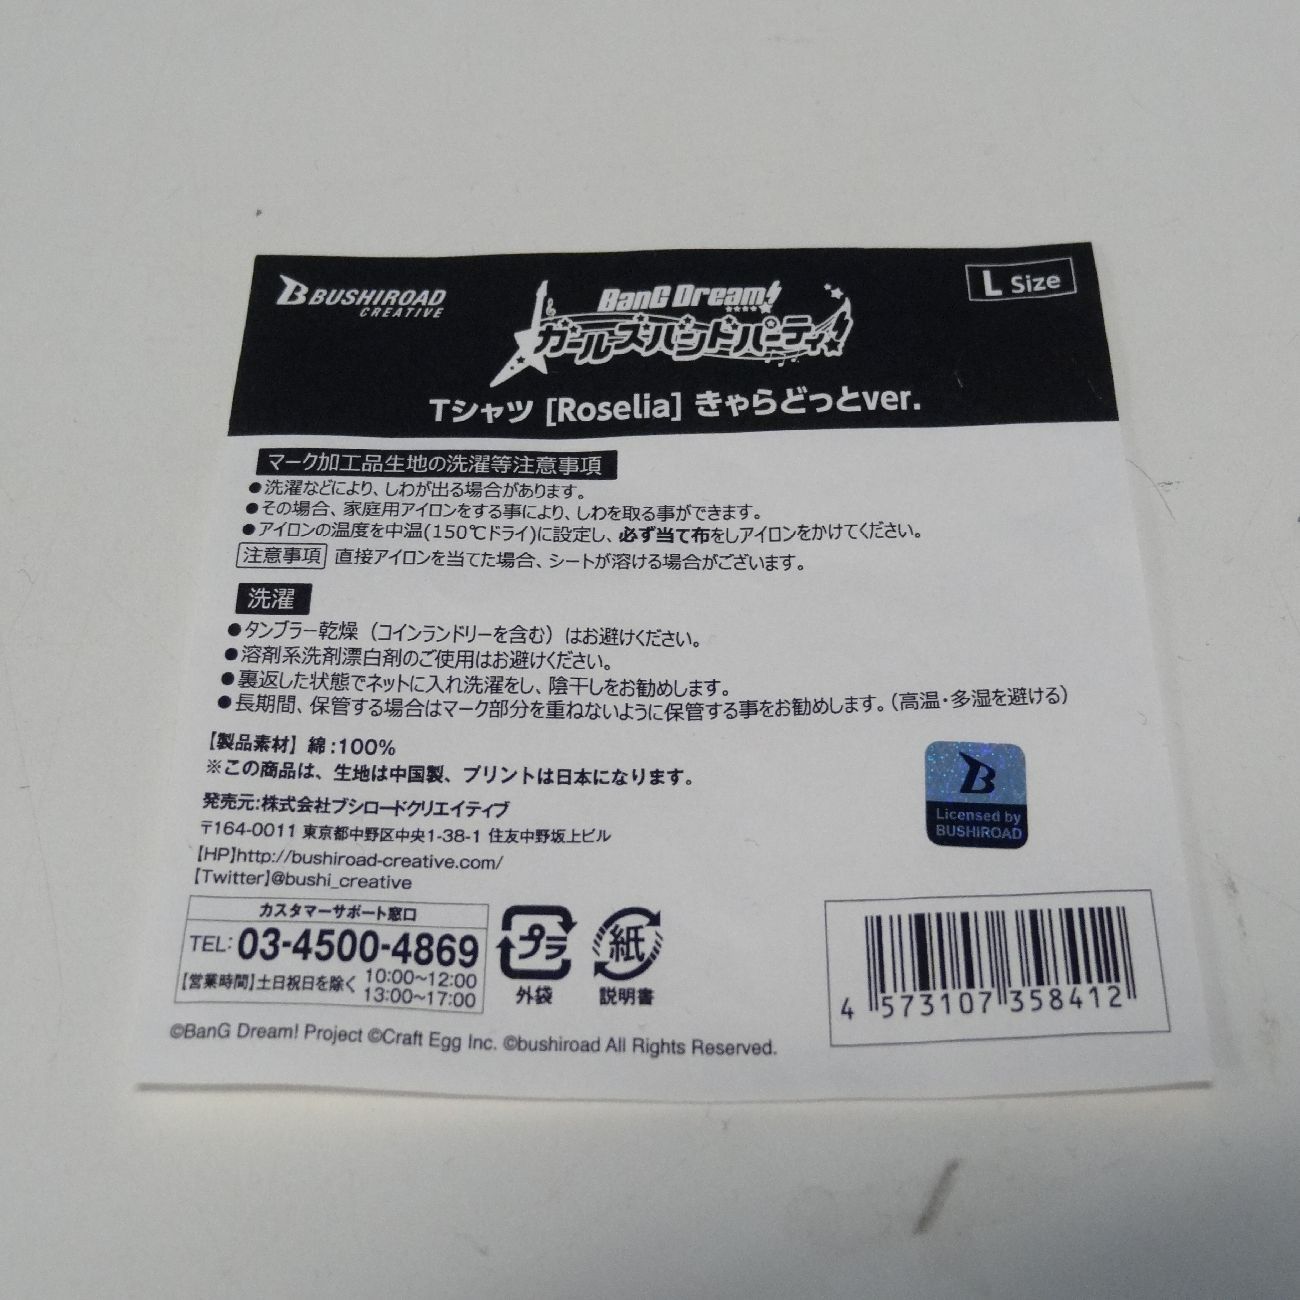 BUSHIROAD
CREATIVE
BanG Dream!
ガールズバンドパーティ!
L Size
Tシャツ [Roselia] きゃらどっとver.
マーク加工品生地の洗濯等注意事項
●洗濯などにより、しわが出る場合があります。
●その場合、家庭用アイロンをする事により、しわを取る事ができます。
●アイロンの温度を中温(150℃ドライ)に設定し、必ず当て布をしアイロンをかけてください。
注意事項 直接アイロンを当てた場合、シートが溶ける場合がございます。
洗濯
●タンブラー乾燥（コインランドリーを含む）はお避けください。
●溶剤系洗剤漂白剤のご使用はお避けください。
●裏返した状態でネットに入れ洗濯をし、陰干しをお勧めします。
●長期間、保管する場合はマーク部分を重ねないように保管する事をお勧めします。（高温・多湿を避ける）
【製品素材】綿:100%
※この商品は、生地は中国製、プリントは日本になります。
発売元:株式会社ブシロードクリエイティブ
〒164-0011 東京都中野区中央1-38-1 住友中野坂上ビル
【HP】http://bushiroad-creative.com/
【Twitter】@bushi_creative
B
Licensed by
BUSHIROAD
カスタマーサポート窓口
TEL: 03-4500-4869
【営業時間】土日祝日を除く 10:00~12:00
13:00~17:00
プラ
外袋
紙
説明書
4 573107 358412
©BanG Dream! Project ©Craft Egg Inc. ©bushiroad All Rights Reserved.